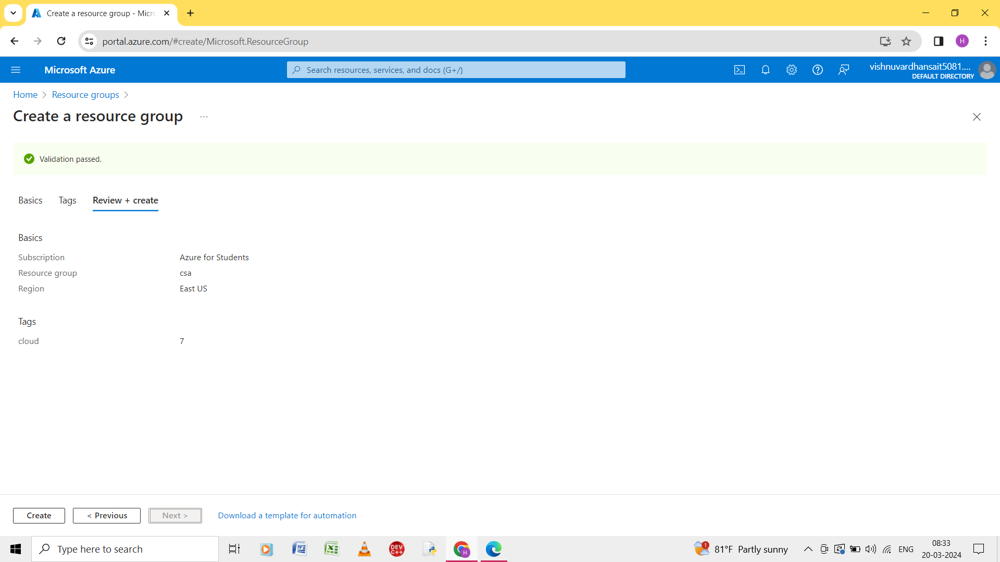 Create a resource group - Micro
portal.azure.com/#create/Microsoft.ResourceGroup
H
Microsoft Azure
Search resources, services, and docs (G+/)
vishnuvardhansait5081....
DEFAULT DIRECTORY
Home > Resource groups >
Create a resource group ...
Validation passed.
Basics Tags Review + create
Basics
Subscription Azure for Students
Resource group csa
Region East US
Tags
cloud 7
Create < Previous Next > Download a template for automation
Type here to search
DEV C++
H
1
81°F Partly sunny
ENG
08:33
20-03-2024